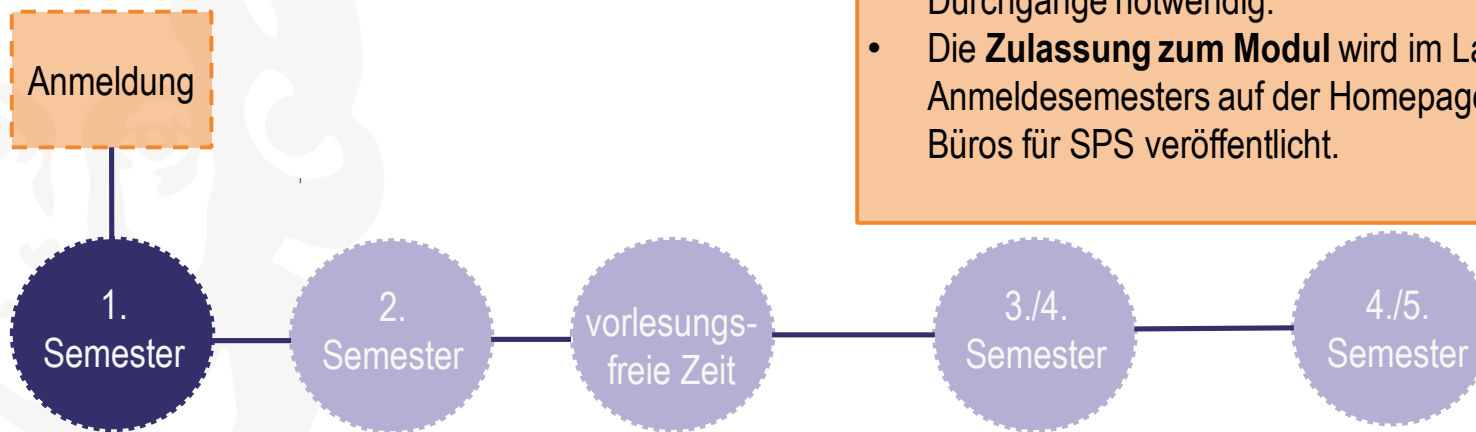 Durchgänge notwendig.
• Die Zulassung zum Modul wird im
Anmeldesemesters auf der Homepage
Büros für SPS veröffentlicht.
Anmeldung
1.
Semester
2.
Semester
vorlesungs-
freie Zeit
3./4.
Semester
4./5.
Semester